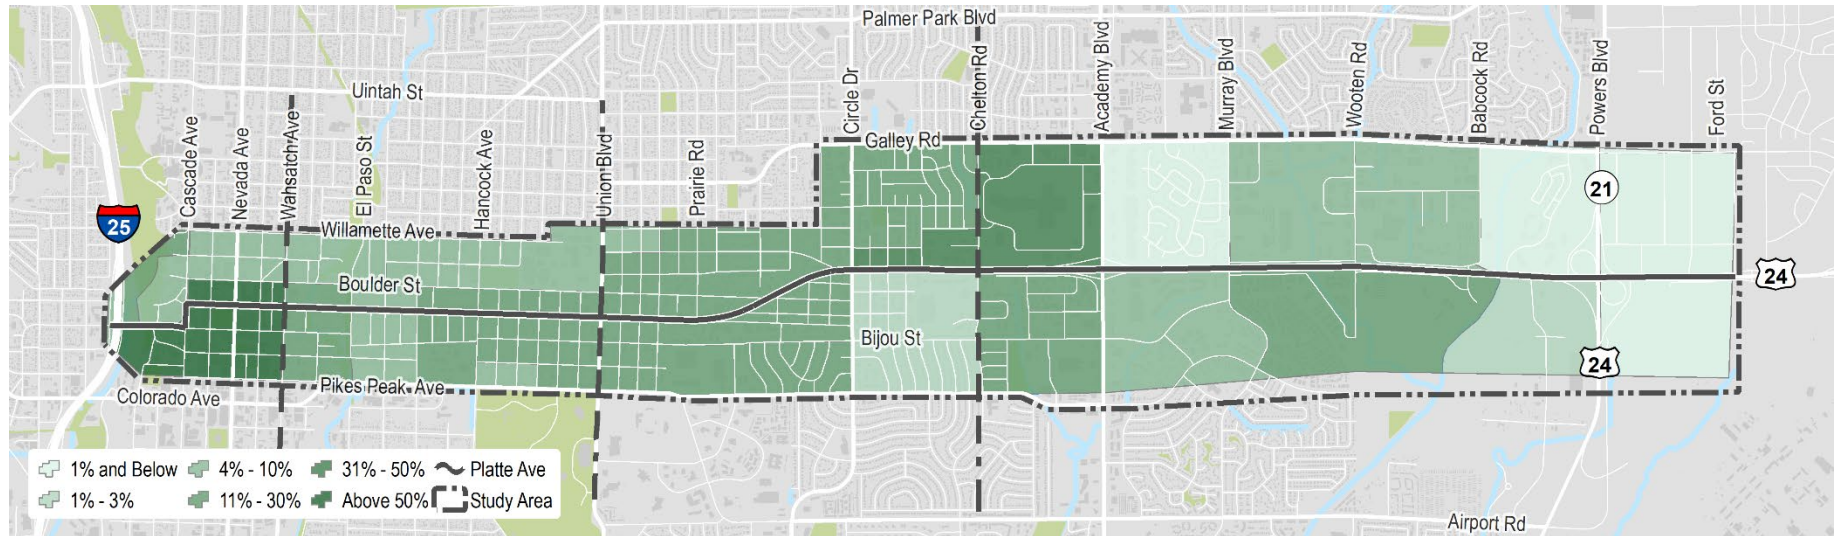 Palmer Park Blvd
Uintah St
Cascade Ave
Nevada Ave
Wahsatch Ave
El Paso St
Hancock Ave
Union Blvd
Prairie Rd
Circle Dr
Chelton Rd
Academy Blvd
Murray Blvd
Wooten Rd
Babcock Rd
Powers Blvd
Ford St
Galley Rd
21
25
Willamette Ave
24
Boulder St
Bijou St
24
Pikes Peak Ave
Colorado Ave
1% and Below
4% - 10%
31% - 50%
Platte Ave
1% - 3%
11% - 30%
Above 50%
Study Area
Airport Rd